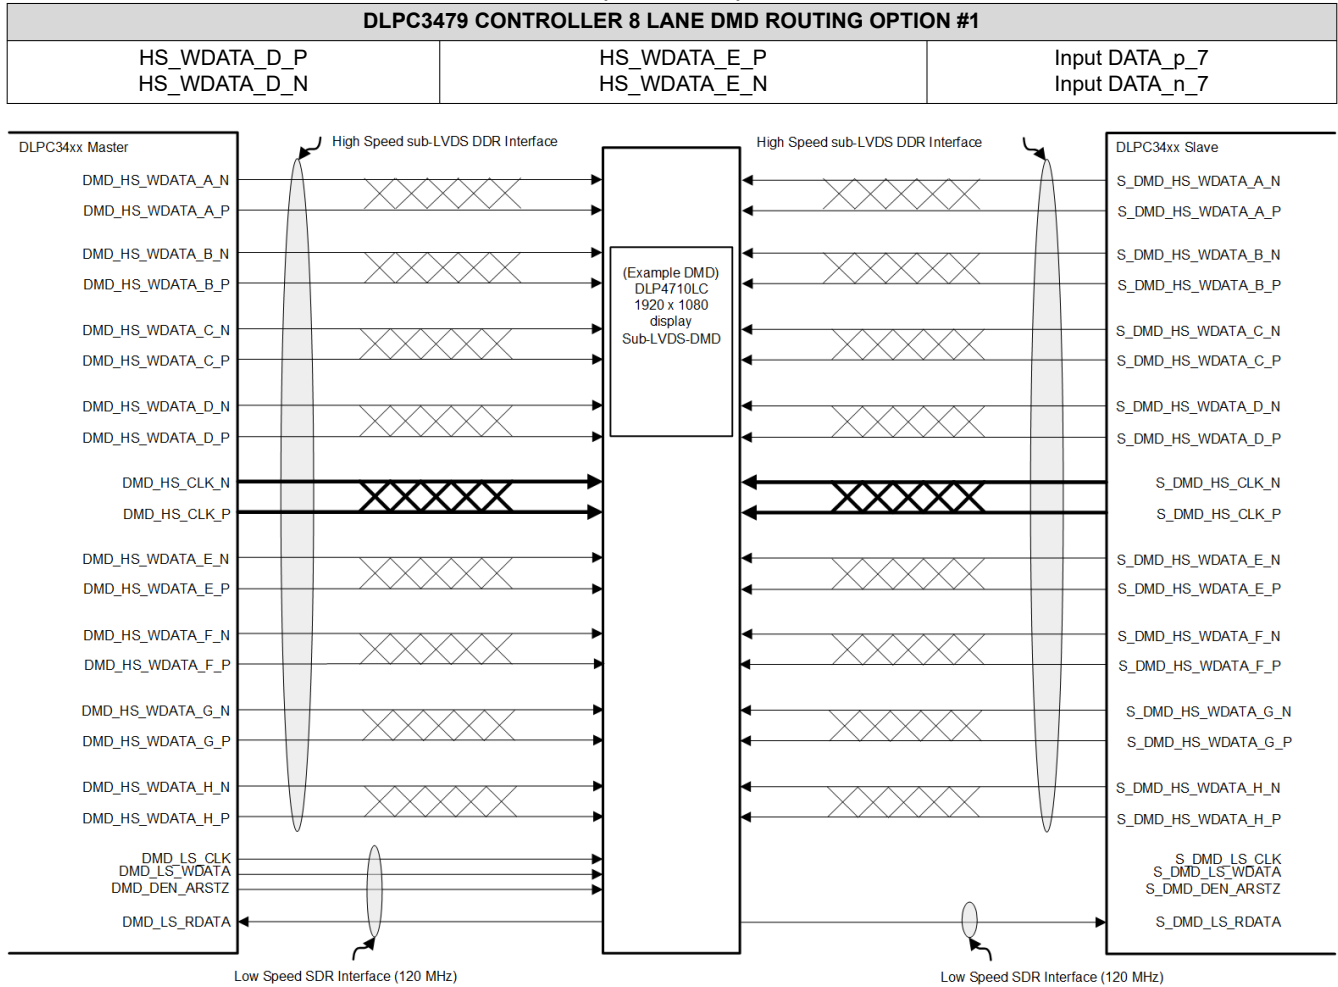 DLPC3479 CONTROLLER 8 LANE DMD ROUTING OPTION #1
HS_WDATA_D_P
HS_WDATA_D_N
HS_WDATA_E_P
HS_WDATA_E_N
Input DATA_p_7
Input DATA_n_7
DLPC34xx Master
High Speed sub-LVDS DDR Interface
High Speed sub-LVDS DDR Interface
DLPC34xx Slave
DMD_HS_WDATA_A_N
DMD_HS_WDATA_A_P
DMD_HS_WDATA_B_N
DMD_HS_WDATA_B_P
DMD_HS_WDATA_C_N
DMD_HS_WDATA_C_P
DMD_HS_WDATA_D_N
DMD_HS_WDATA_D_P
DMD_HS_CLK_N
DMD_HS_CLK_P
DMD_HS_WDATA_E_N
DMD_HS_WDATA_E_P
DMD_HS_WDATA_F_N
DMD_HS_WDATA_F_P
DMD_HS_WDATA_G_N
DMD_HS_WDATA_G_P
DMD_HS_WDATA_H_N
DMD_HS_WDATA_H_P
DMD_LS_CLK
DMD_LS_WDATA
DMD_DEN_ARSTZ
DMD_LS_RDATA
(Example DMD)
DLP4710LC
1920 x 1080
display
Sub-LVDS-DMD
S_DMD_HS_WDATA_A_N
S_DMD_HS_WDATA_A_P
S_DMD_HS_WDATA_B_N
S_DMD_HS_WDATA_B_P
S_DMD_HS_WDATA_C_N
S_DMD_HS_WDATA_C_P
S_DMD_HS_WDATA_D_N
S_DMD_HS_WDATA_D_P
S_DMD_HS_CLK_N
S_DMD_HS_CLK_P
S_DMD_HS_WDATA_E_N
S_DMD_HS_WDATA_E_P
S_DMD_HS_WDATA_F_N
S_DMD_HS_WDATA_F_P
S_DMD_HS_WDATA_G_N
S_DMD_HS_WDATA_G_P
S_DMD_HS_WDATA_H_N
S_DMD_HS_WDATA_H_P
S_DMD_LS_CLK
S_DMD_LS_WDATA
S_DMD_DEN_ARSTZ
S_DMD_LS_RDATA
Low Speed SDR Interface (120 MHz)
Low Speed SDR Interface (120 MHz)